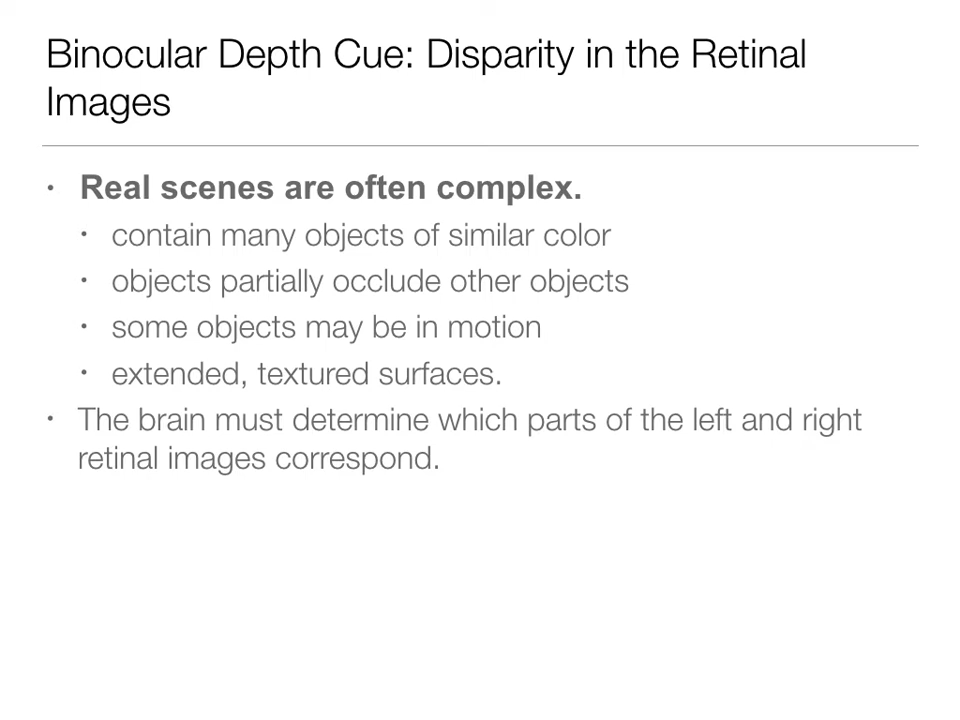 Binocular Depth Cue: Disparity in the Retinal
Images
• Real scenes are often complex.
• contain many objects of similar color
• objects partially occlude other objects
• some objects may be in motion
• extended, textured surfaces.
• The brain must determine which parts of the left and right
retinal images correspond.